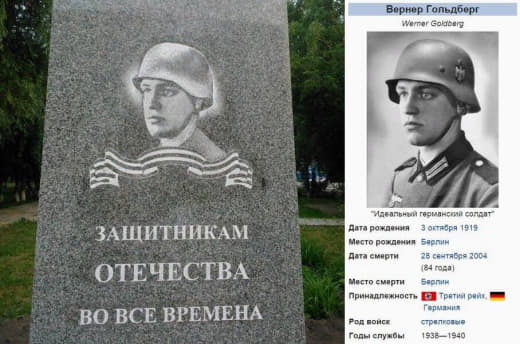 ЗАЩИТНИКАМ
ОТЕЧЕСТВА
ВО ВСЕ ВРЕМЕНА
Вернер Гольдберг
Werner Goldberg
"Идеальный германский солдат"
Дата рождения 3 октября 1919
Место рождения Берлин
Дата смерти 28 сентября 2004
(84 года)
Место смерти Берлин
Принадлежность Третий рейх,
Германия
Род войск стрелковые
Годы службы 1938—1940